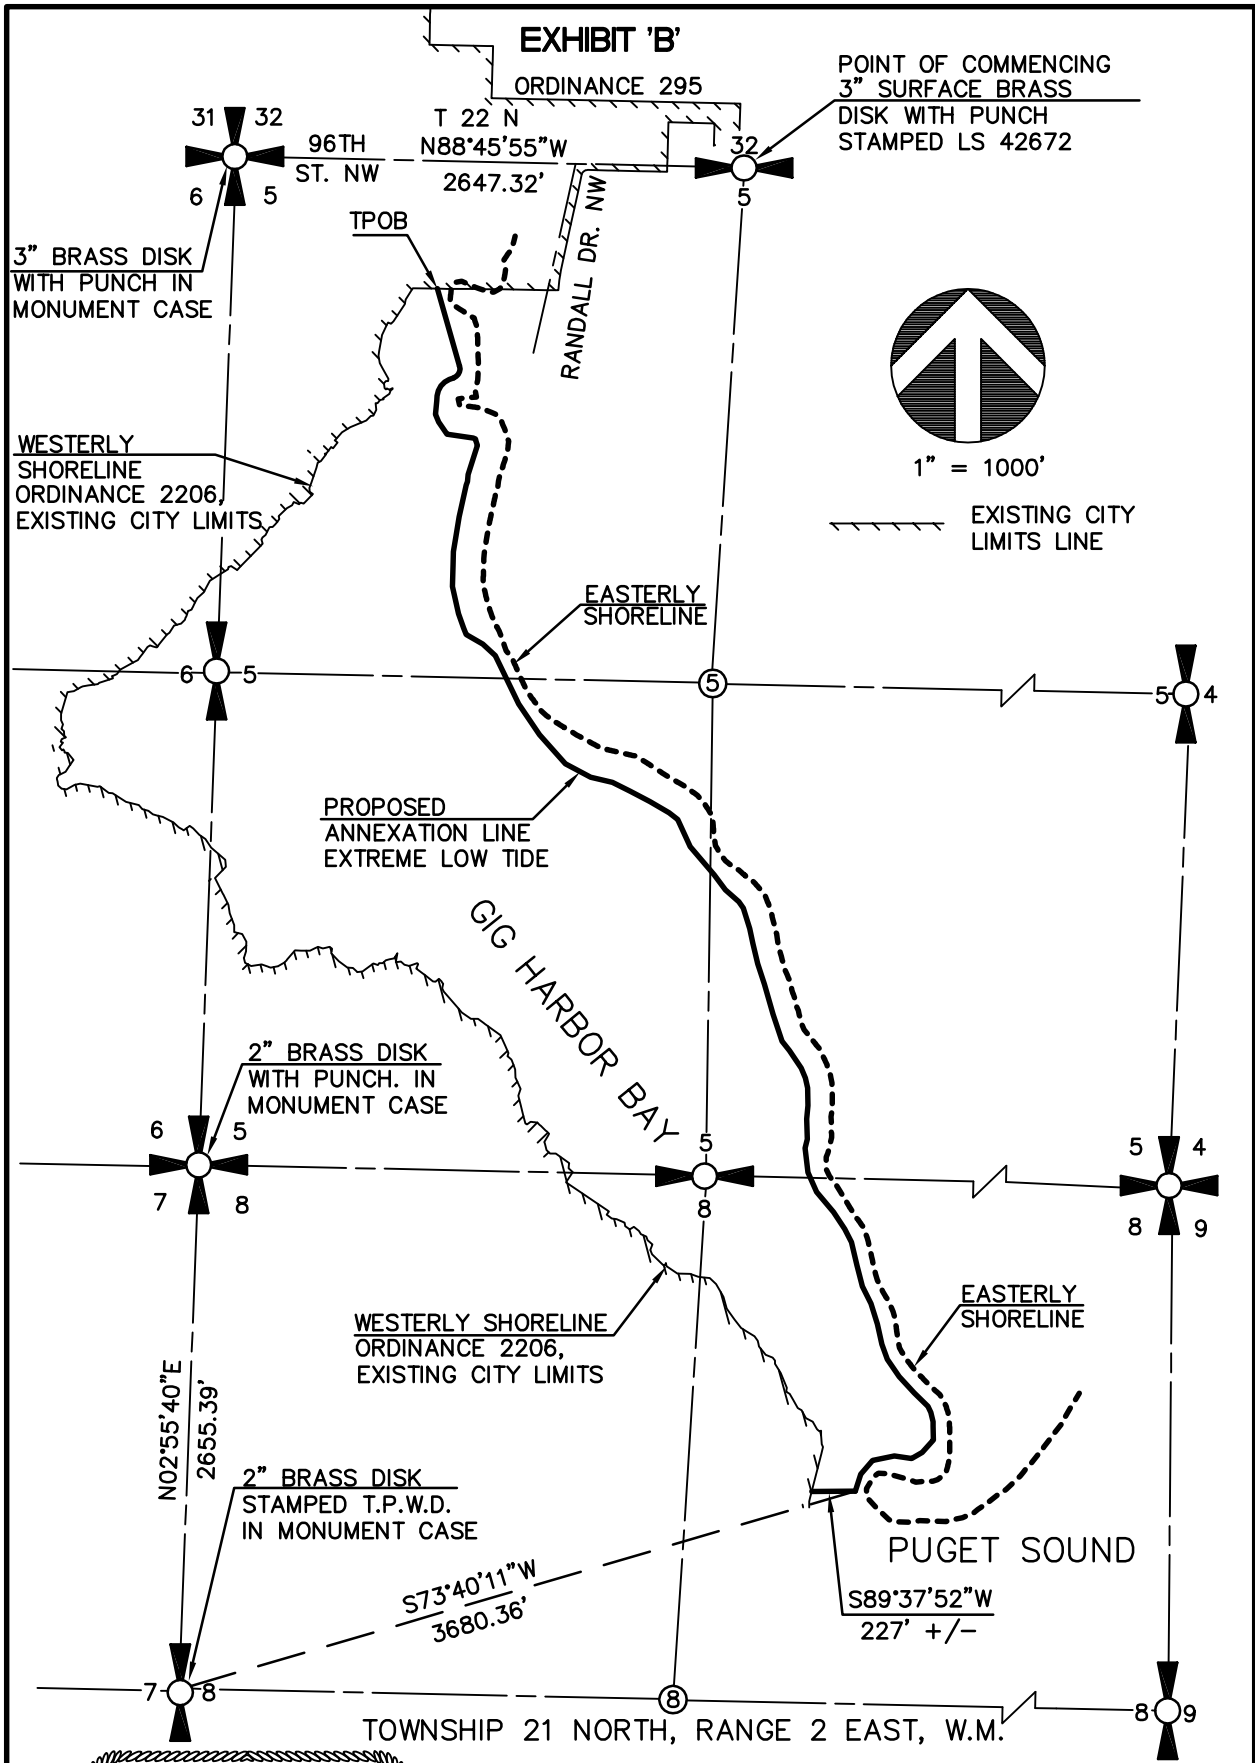 EXHIBIT 'B'
ORDINANCE 295
POINT OF COMMENCING
3" SURFACE BRASS
DISK WITH PUNCH
STAMPED LS 42672
31 32
6 5
96TH
ST. NW
T 22 N
N88°45'55"W
2647.32'
32
5
TPOB
RANDALL DR. NW
3" BRASS DISK
WITH PUNCH IN
MONUMENT CASE
1" = 1000'
EXISTING CITY
LIMITS LINE
WESTERLY
SHORELINE
ORDINANCE 2206,
EXISTING CITY LIMITS
EASTERLY
SHORELINE
6 5
5
5 4
PROPOSED
ANNEXATION LINE
EXTREME LOW TIDE
GIG HARBOR BAY
2" BRASS DISK
WITH PUNCH. IN
MONUMENT CASE
6 5
7 8
5
8
5 4
8 9
WESTERLY SHORELINE
ORDINANCE 2206,
EXISTING CITY LIMITS
EASTERLY
SHORELINE
N02°55'40"E
2655.39'
2" BRASS DISK
STAMPED T.P.W.D.
IN MONUMENT CASE
PUGET SOUND
S73°40'11"W
3680.36'
S89°37'52"W
227' +/-
7 8
8
8 9
TOWNSHIP 21 NORTH, RANGE 2 EAST, W.M.